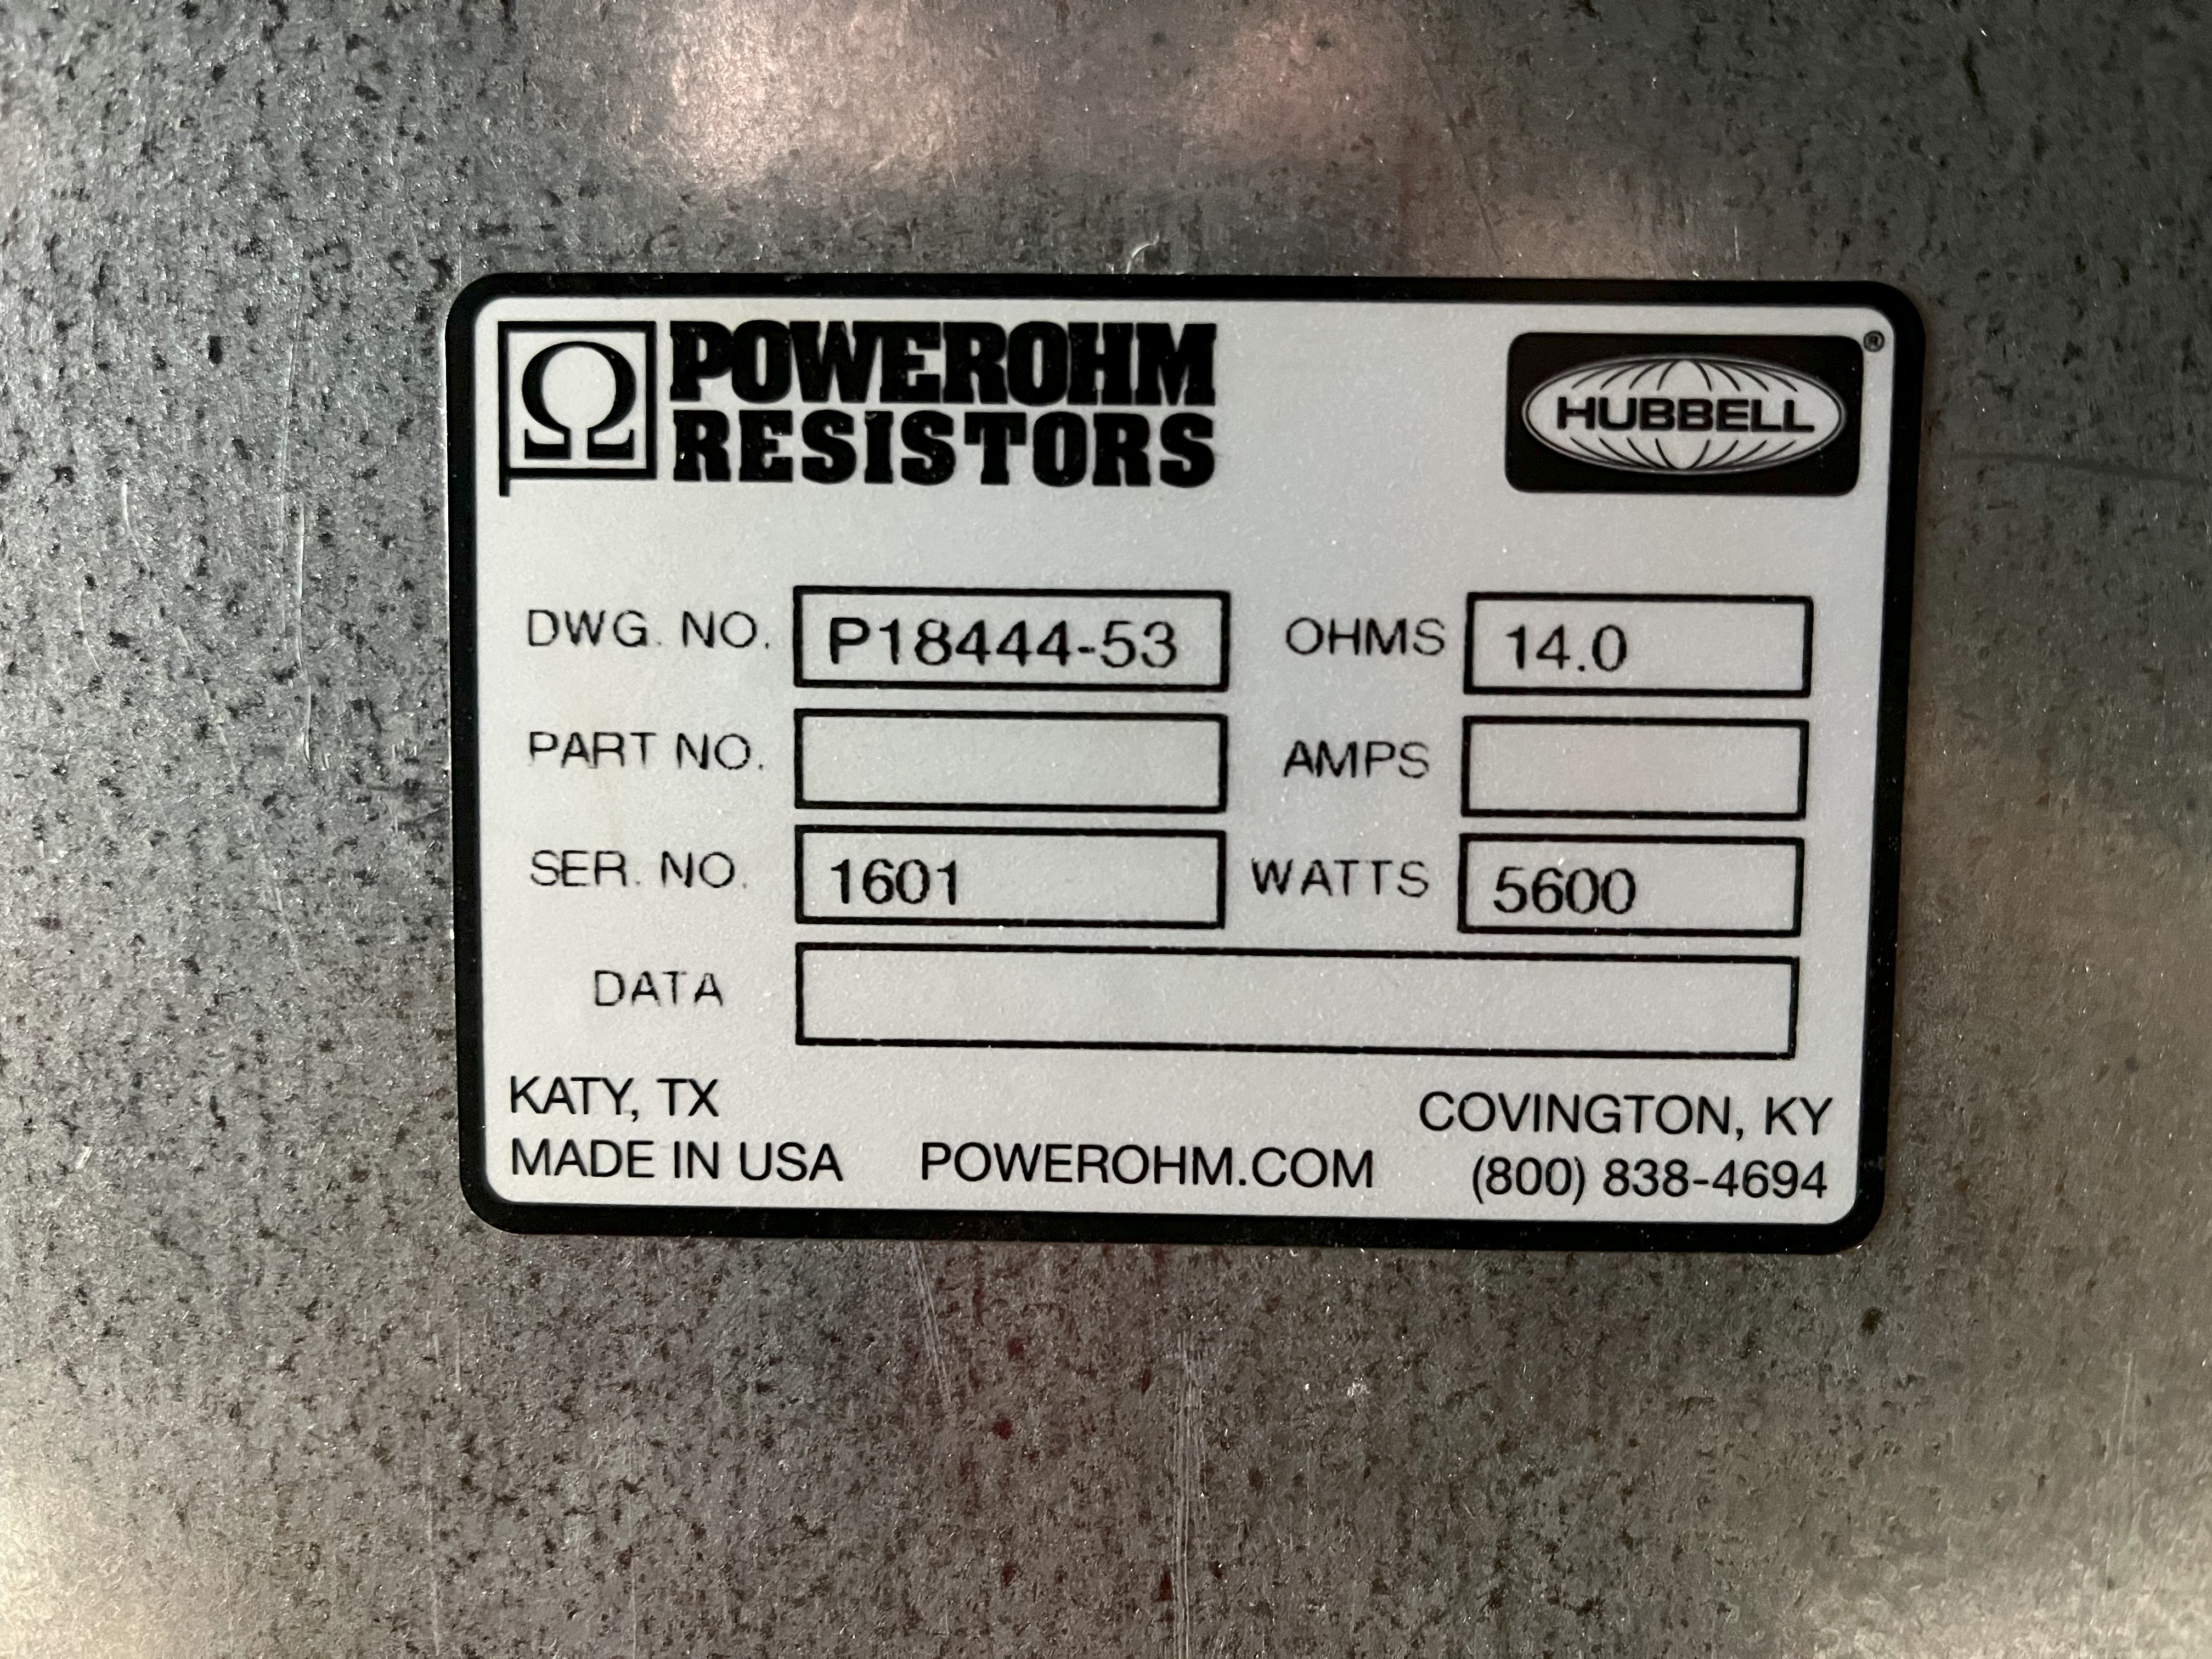 Ω POWEROHM
RESISTORS
HUBBELL®
DWG. NO. P18444-53 OHMS 14.0
PART NO. AMPS
SER. NO. 1601 WATTS 5600
DATA
KATY, TX COVINGTON, KY
MADE IN USA POWEROHM.COM (800) 838-4694